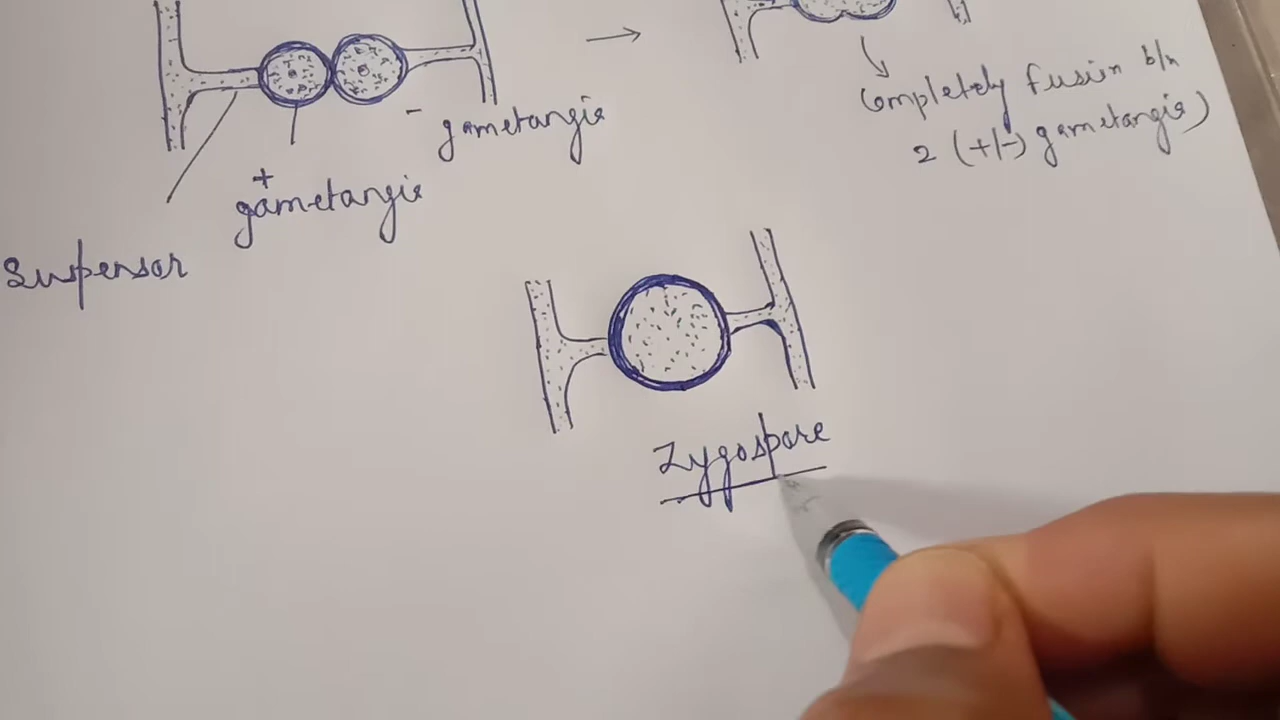 - gametangia
+
gametangia
Suspensor
Completely fusion b/n
2 (+/-) gametangia)
Zygospore